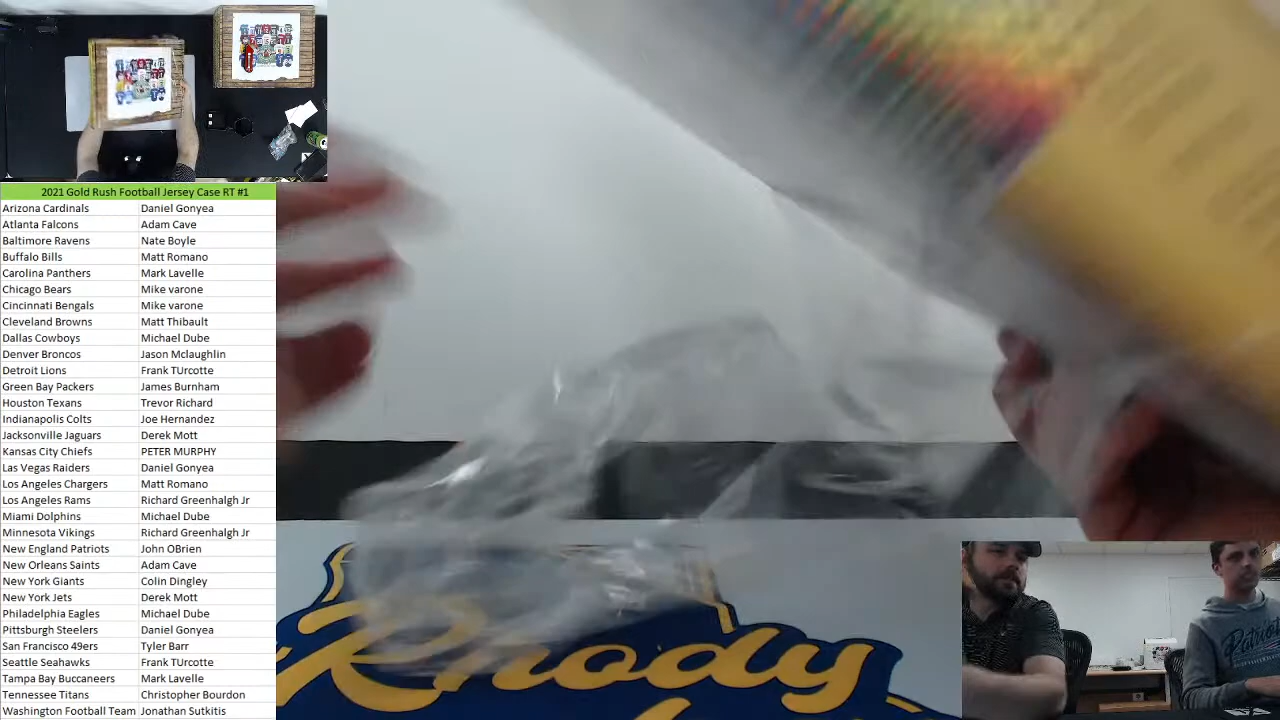 2021 Gold Rush Football Jersey Case RT #1
Arizona Cardinals Daniel Gonyea
Atlanta Falcons Adam Cave
Baltimore Ravens Nate Boyle
Buffalo Bills Matt Romano
Carolina Panthers Mark Lavelle
Chicago Bears Mike varone
Cincinnati Bengals Mike varone
Cleveland Browns Matt Thibault
Dallas Cowboys Michael Dube
Denver Broncos Jason Mclaughlin
Detroit Lions Frank TUrcotte
Green Bay Packers James Burnham
Houston Texans Trevor Richard
Indianapolis Colts Joe Hernandez
Jacksonville Jaguars Derek Mott
Kansas City Chiefs PETER MURPHY
Las Vegas Raiders Daniel Gonyea
Los Angeles Chargers Matt Romano
Los Angeles Rams Richard Greenhalgh Jr
Miami Dolphins Michael Dube
Minnesota Vikings Richard Greenhalgh Jr
New England Patriots John OBrien
New Orleans Saints Adam Cave
New York Giants Colin Dingley
New York Jets Derek Mott
Philadelphia Eagles Michael Dube
Pittsburgh Steelers Daniel Gonyea
San Francisco 49ers Tyler Barr
Seattle Seahawks Frank TUrcotte
Tampa Bay Buccaneers Mark Lavelle
Tennessee Titans Christopher Bourdon
Washington Football Team Jonathan Sutkitis
Rhody
Patriots